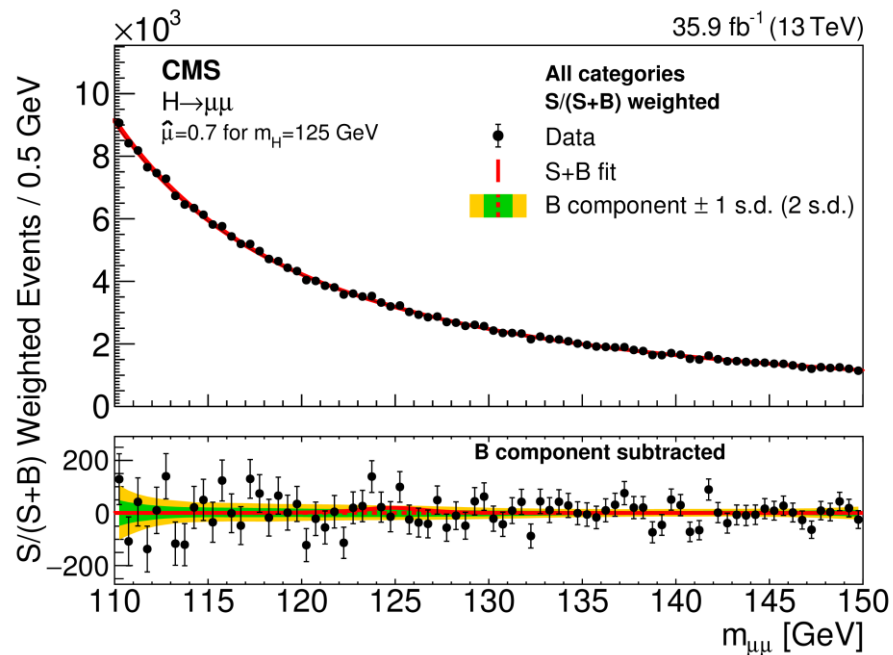 ×10³
35.9 fb⁻¹ (13 TeV)
CMS
H→μμ
μ̂=0.7 for m_H=125 GeV
All categories
S/(S+B) weighted
Data
S+B fit
B component ± 1 s.d. (2 s.d.)
S/(S+B) Weighted Events / 0.5 GeV
10
8
6
4
2
0
B component subtracted
200
0
−200
110 115 120 125 130 135 140 145 150
m_μμ [GeV]